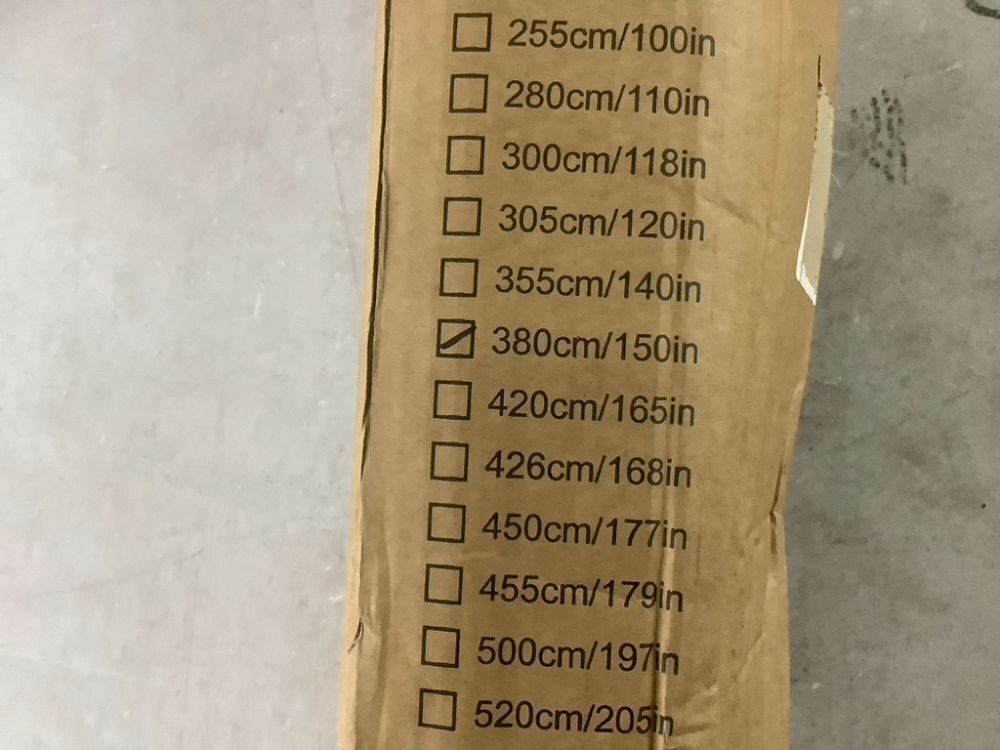 255cm/100in
280cm/110in
300cm/118in
305cm/120in
355cm/140in
380cm/150in
420cm/165in
426cm/168in
450cm/177in
455cm/179in
500cm/197in
520cm/205in